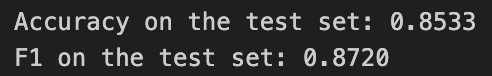 Accuracy on the test set: 0.8533
F1 on the test set: 0.8720